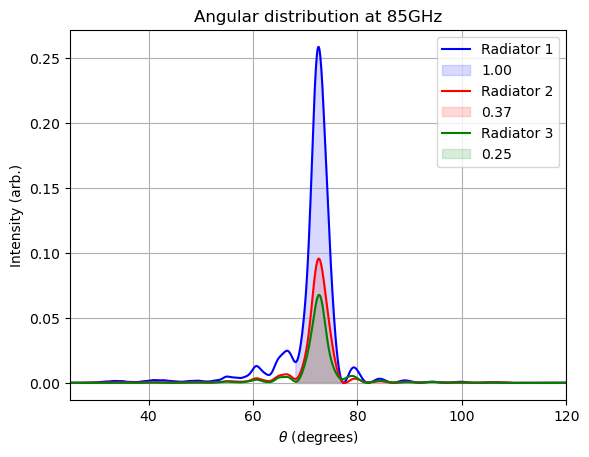 Angular distribution at 85GHz
Intensity (arb.)
0.25
0.20
0.15
0.10
0.05
0.00
Radiator 1
1.00
Radiator 2
0.37
Radiator 3
0.25
40 60 80 100 120
θ (degrees)